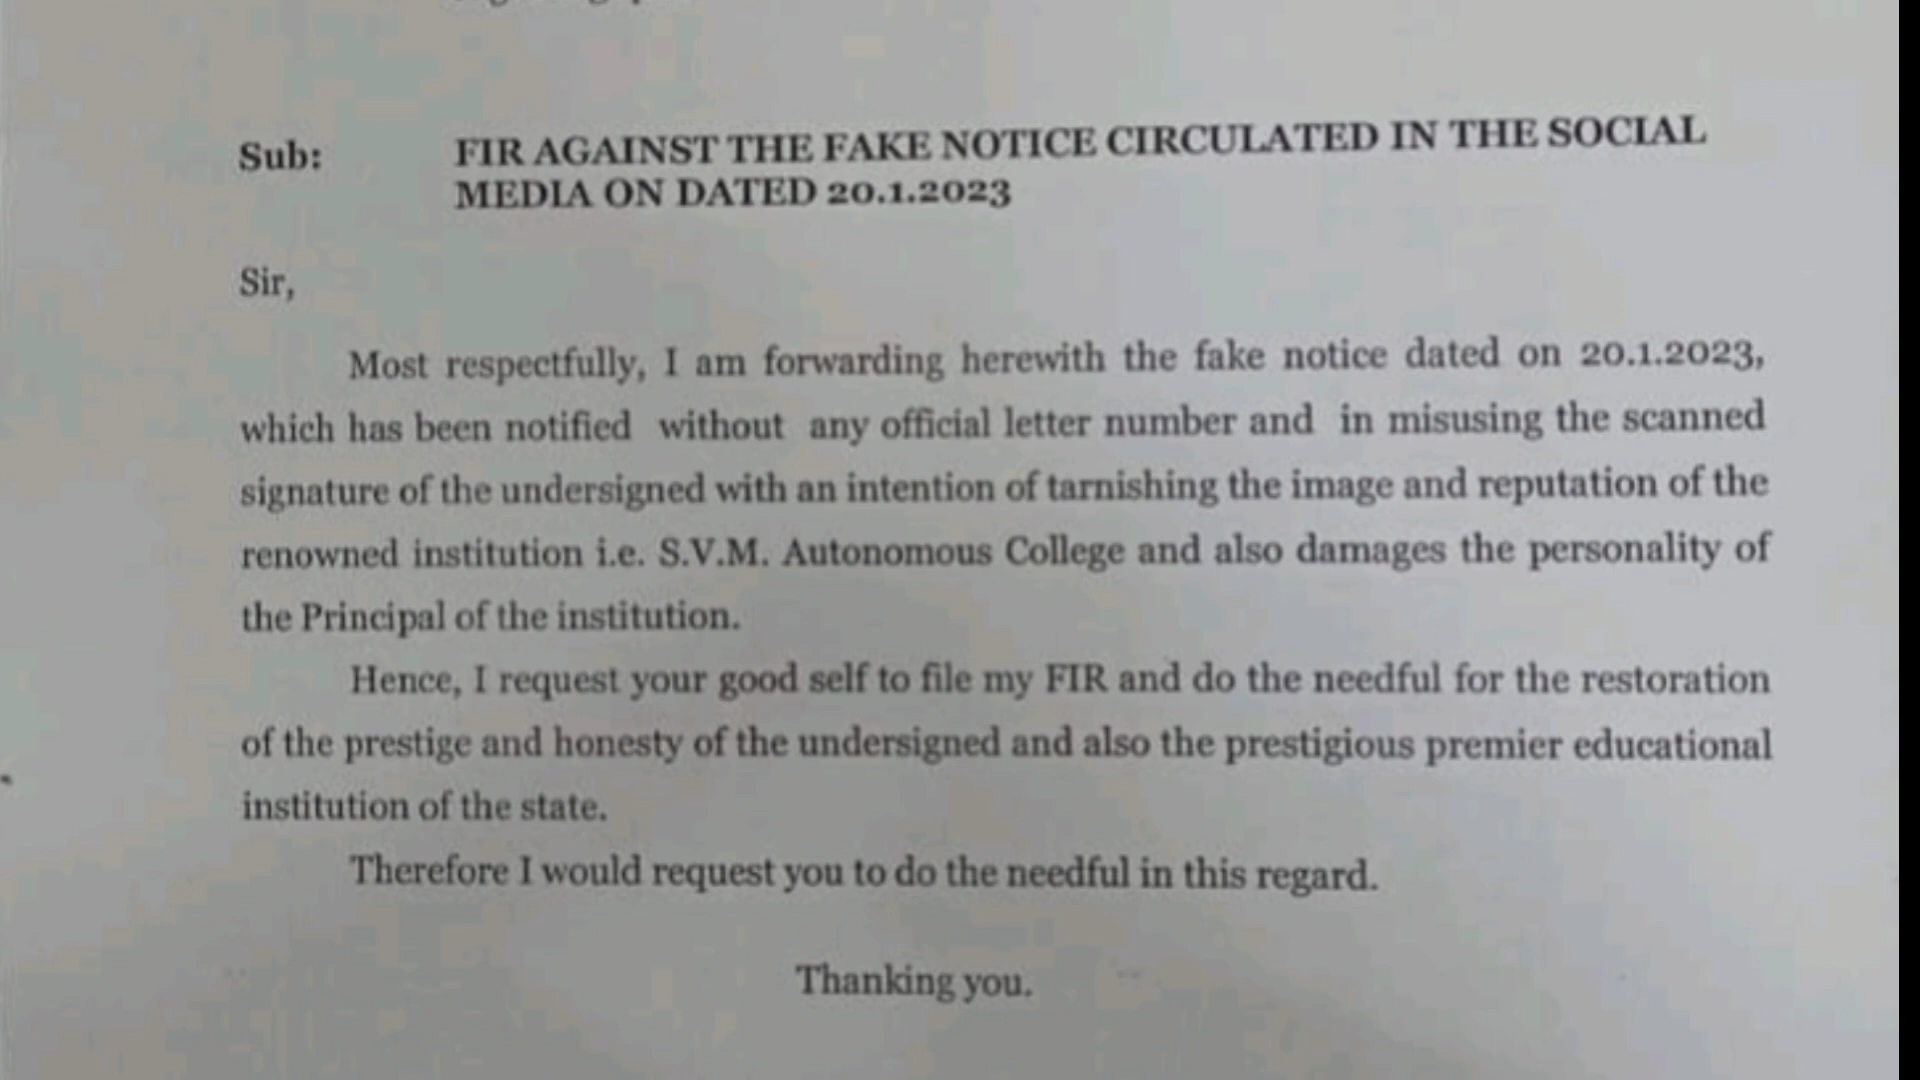 Sub: FIR AGAINST THE FAKE NOTICE CIRCULATED IN THE SOCIAL
MEDIA ON DATED 20.1.2023
Sir,
Most respectfully, I am forwarding herewith the fake notice dated on 20.1.2023,
which has been notified without any official letter number and in misusing the scanned
signature of the undersigned with an intention of tarnishing the image and reputation of the
renowned institution i.e. S.V.M. Autonomous College and also damages the personality of
the Principal of the institution.
Hence, I request your good self to file my FIR and do the needful for the restoration
of the prestige and honesty of the undersigned and also the prestigious premier educational
institution of the state.
Therefore I would request you to do the needful in this regard.
Thanking you.